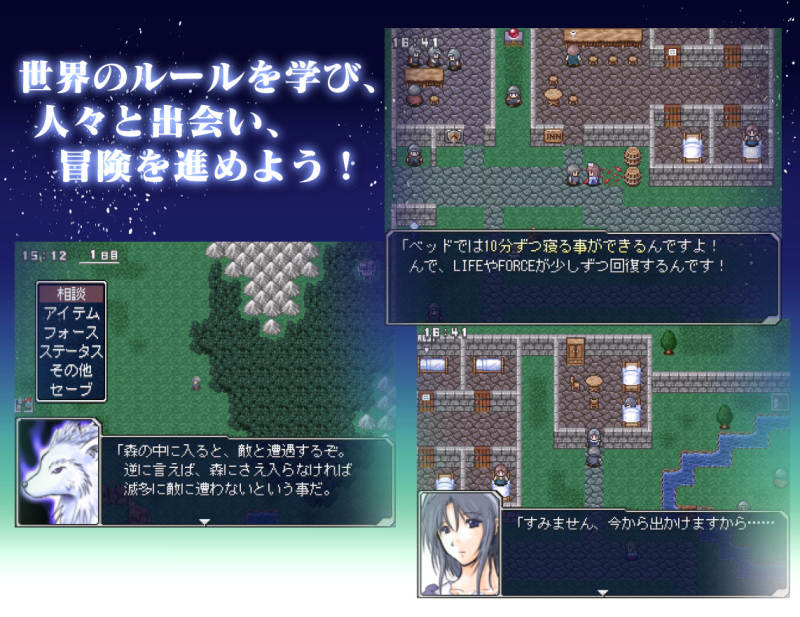 世界のルールを学び、
人々と出会い、
冒険を進めよう！
16:41
INN
「ベッドでは10分ずつ寝る事ができるんですよ！
んで、LIFEやFORCEが少しずつ回復するんです！
15:12 1日目
相談
アイテム
フォース
ステータス
その他
セーブ
「森の中に入ると、敵と遭遇するぞ。
逆に言えば、森にさえ入らなければ
滅多に敵に遭わないという事だ。
16:41
「すみません、今から出かけますから……